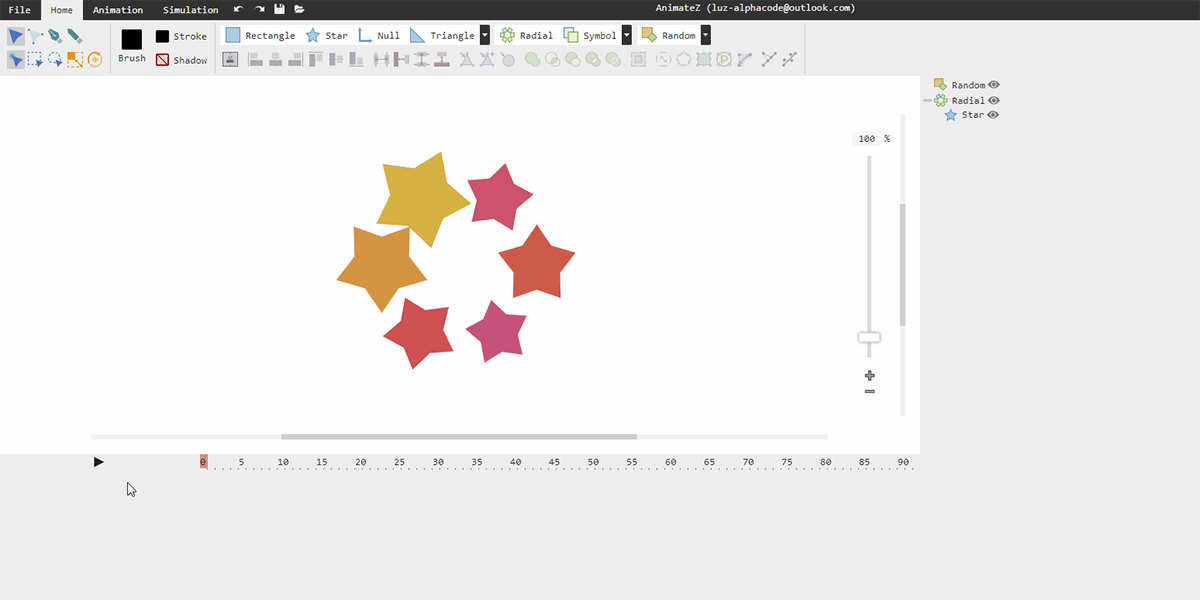 File Home Animation Simulation AnimateZ (luz-alphacode@outlook.com)
Brush Stroke Rectangle Star Null Triangle Radial Symbol Random
Shadow
Random
Radial
Star
100 %
0 5 10 15 20 25 30 35 40 45 50 55 60 65 70 75 80 85 90